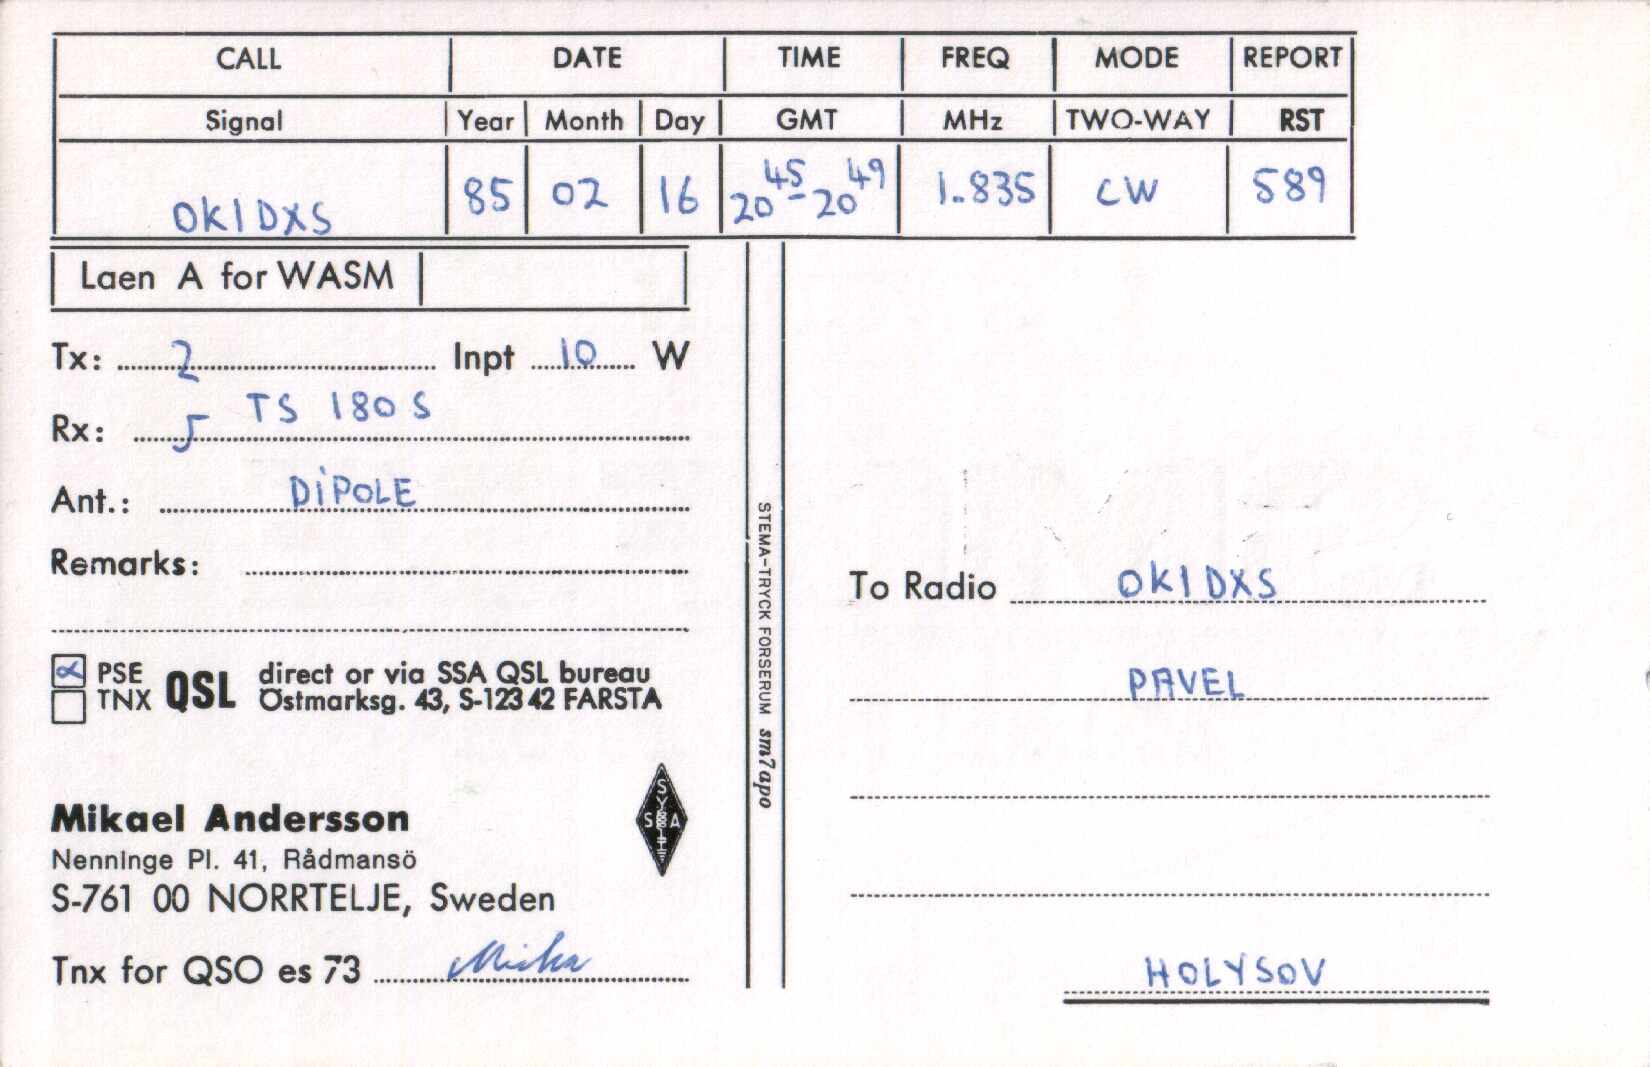 CALL DATE TIME FREQ MODE REPORT
Signal Year Month Day GMT MHz TWO-WAY RST
OK1DXS 85 02 16 20 45 - 20 49 1.835 CW 589
Laen A for WASM
Tx: Inpt 10 W
Rx: TS 180 S
Ant.: DiPOLE
Remarks:
PSE
TNX
QSL
direct or via SSA QSL bureau
Östmarksg. 43, S-123 42 FARSTA
Mikael Andersson
Nenninge Pl. 41, Rådmansö
S-761 00 NORRTELJE, Sweden
SSA
Tnx for QSO es 73
STEMA-TRYCK FORSERUM sm7apo
To Radio OK1DXS
PAVEL
HOLYSOV